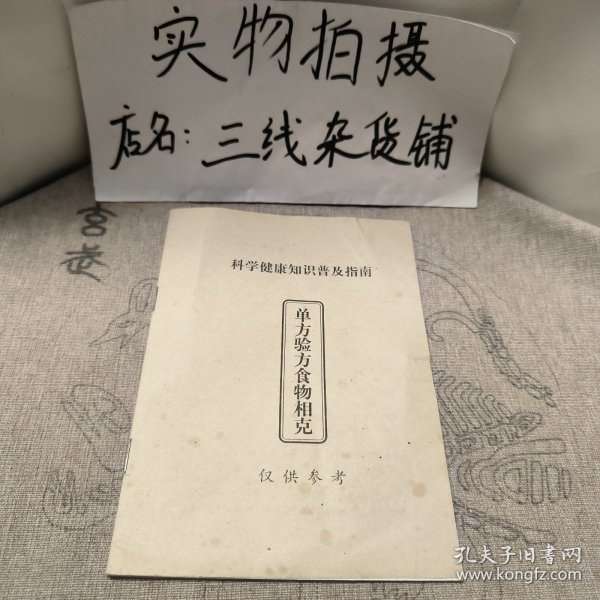 实物拍摄
店名：三线杂货铺
玄武
科学健康知识普及指南
单方验方食物相克
仅供参考
孔夫子旧书网
www.kongfz.com